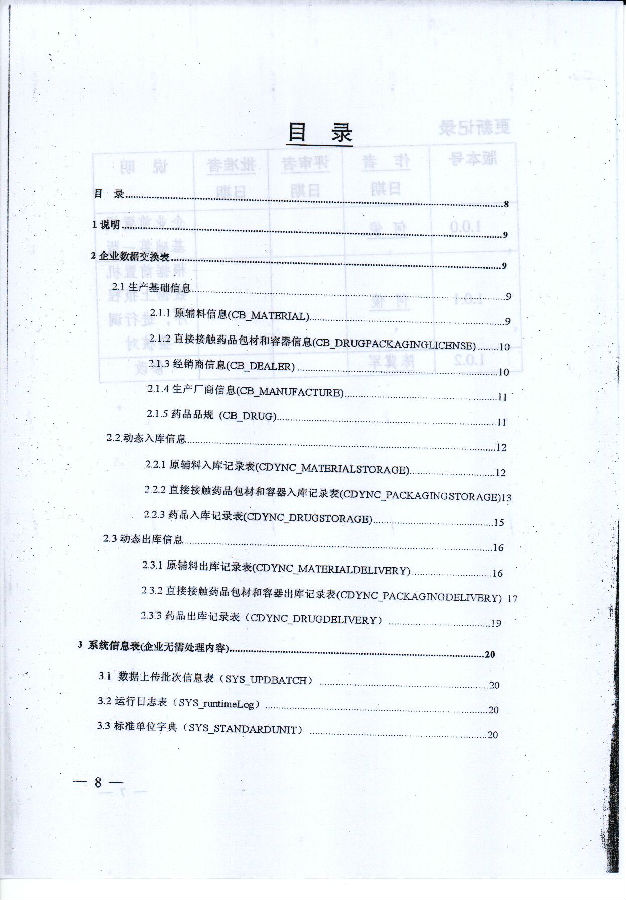 目 录
目 录 8
1 说明 9
2 企业数据交换表 9
2.1 生产基础信息 9
2.1.1 原辅料信息(CB_MATERIAL) 9
2.1.2 直接接触药品包材和容器信息(CB_DRUGPACKAGINGLICENSE) 10
2.1.3 经销商信息(CB_DEALER) 10
2.1.4 生产厂商信息(CB_MANUFACTURE) 11
2.1.5 药品品规 (CB_DRUG) 11
2.2 动态入库信息 12
2.2.1 原辅料入库记录表(CDYNC_MATERIALSTORAGE) 12
2.2.2 直接接触药品包材和容器入库记录表(CDYNC_PACKAGINGSTORAGE)13
2.2.3 药品入库记录表(CDYNC_DRUGSTORAGE) 15
2.3 动态出库信息 16
2.3.1 原辅料出库记录表(CDYNC_MATERIALDELIVERY) 16
2.3.2 直接接触药品包材和容器出库记录表(CDYNC_PACKAGINGDELIVERY) 17
2.3.3 药品出库记录表（CDYNC_DRUGDELIVERY） 19
3 系统信息表(企业无需处理内容) 20
3.1 数据上传批次信息表（SYS_UPDBATCH） 20
3.2 运行日志表（SYS_runtimeLog） 20
3.3 标准单位字典（SYS_STANDARDUNIT） 20
— 8 —